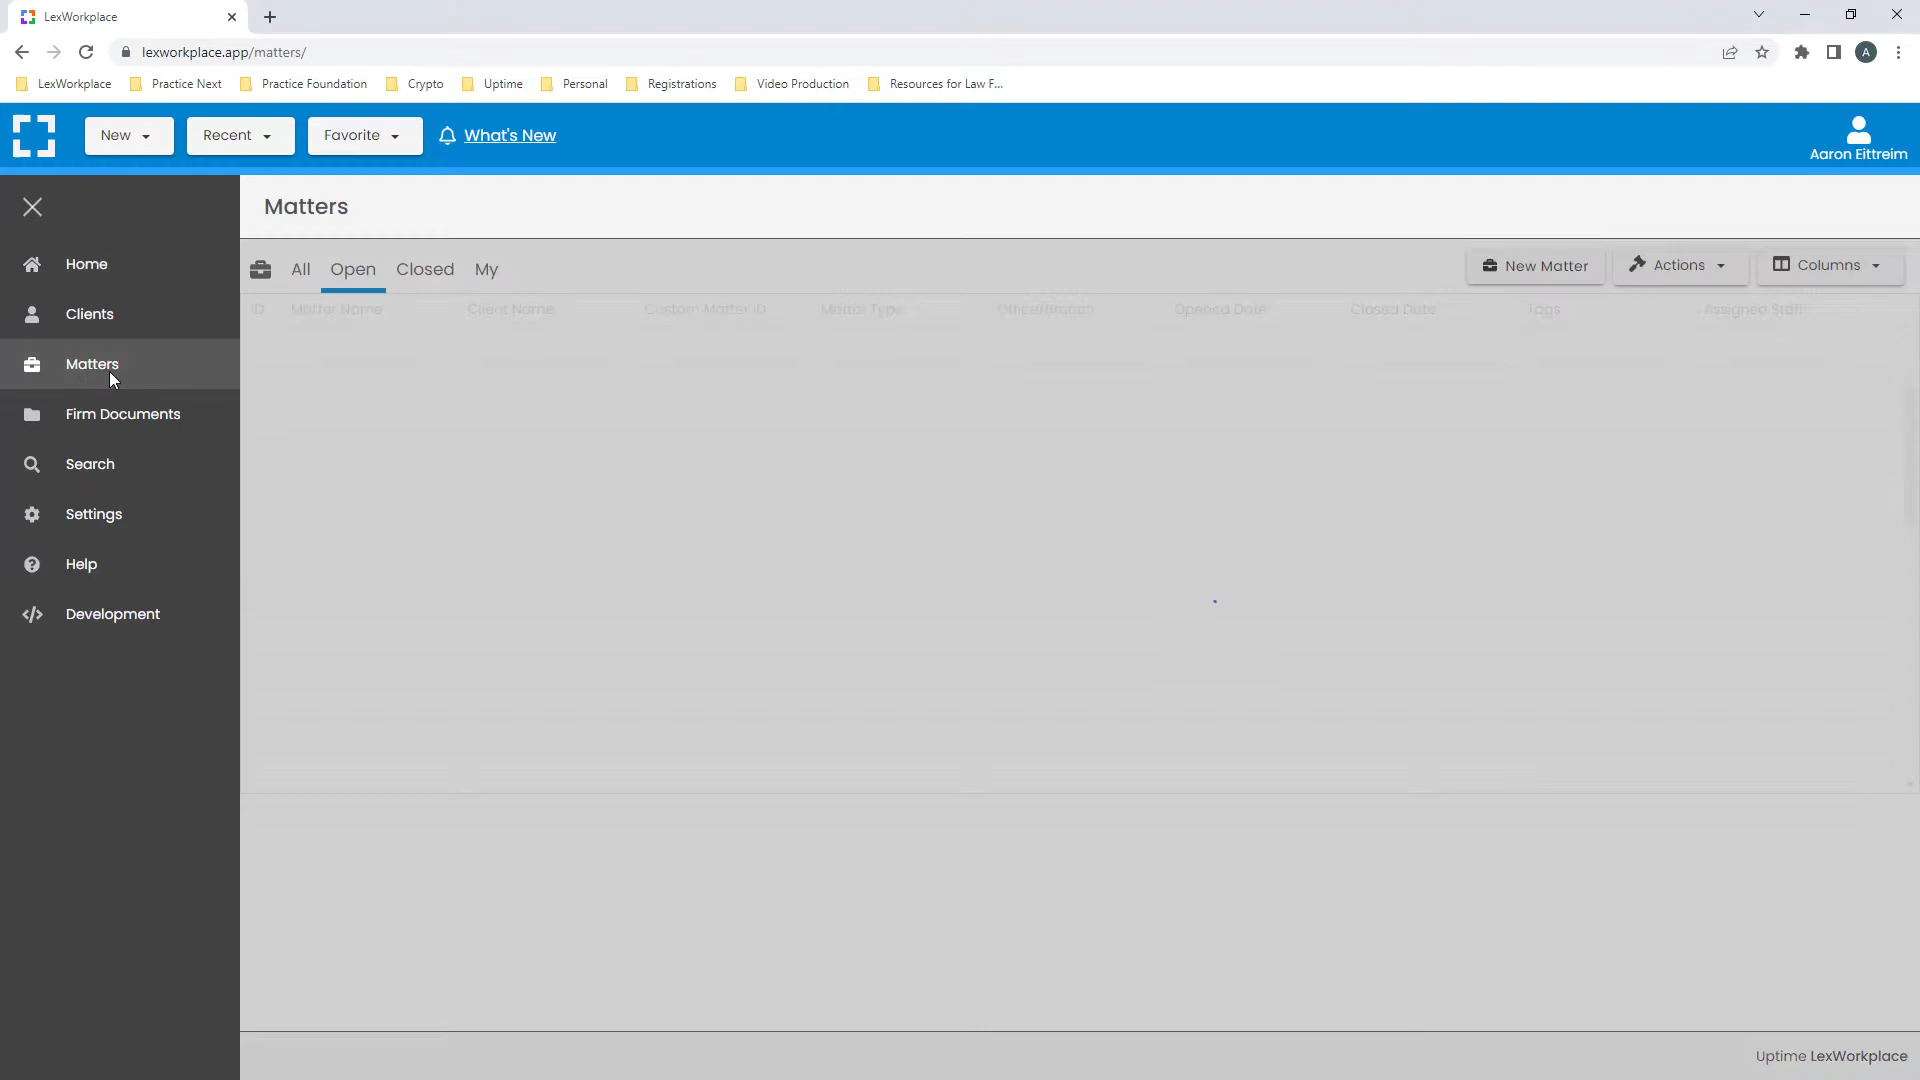 LexWorkplace
lexworkplace.app/matters/
A
LexWorkplace
Practice Next
Practice Foundation
Crypto
Uptime
Personal
Registrations
Video Production
Resources for Law F...
New
Recent
Favorite
What's New
Aaron Eittreim
Matters
Home
Clients
Matters
Firm Documents
Search
Settings
Help
Development
All
Open
Closed
My
New Matter
Actions
Columns
ID
Matter Name
Client Name
Custom Matter ID
Matter Type
Opened Date
Closed Date
Tags
Assigned Staff
Uptime LexWorkplace